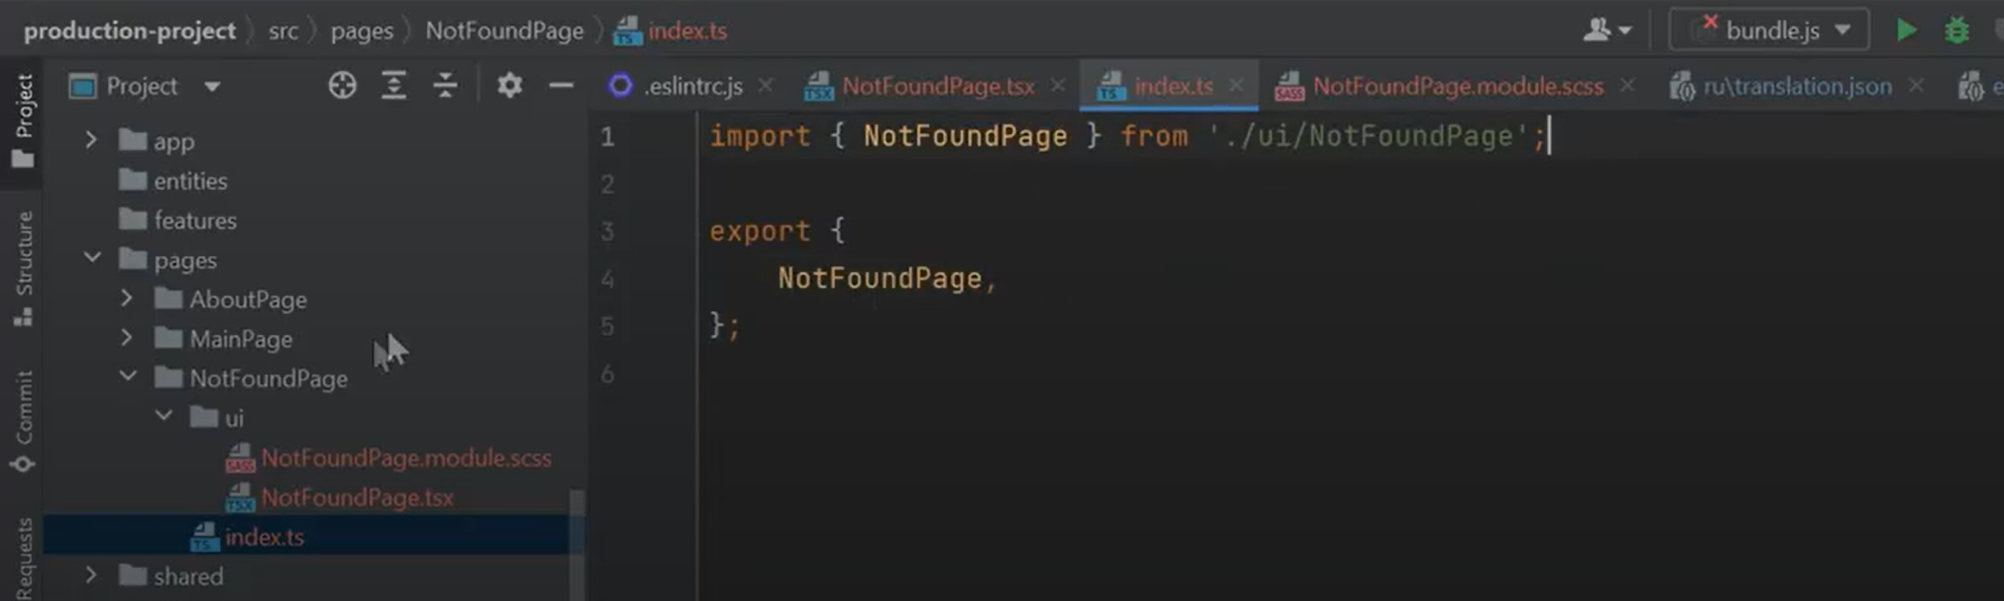 production-project src pages NotFoundPage index.ts bundle.js
Project
Project
.eslintrc.js
NotFoundPage.tsx
index.ts
NotFoundPage.module.scss
ru\translation.json
e
app
entities
features
pages
AboutPage
MainPage
NotFoundPage
ui
NotFoundPage.module.scss
NotFoundPage.tsx
index.ts
shared
Structure
Commit
Requests
1 import { NotFoundPage } from './ui/NotFoundPage';
2
3 export {
4 NotFoundPage,
5 };
6